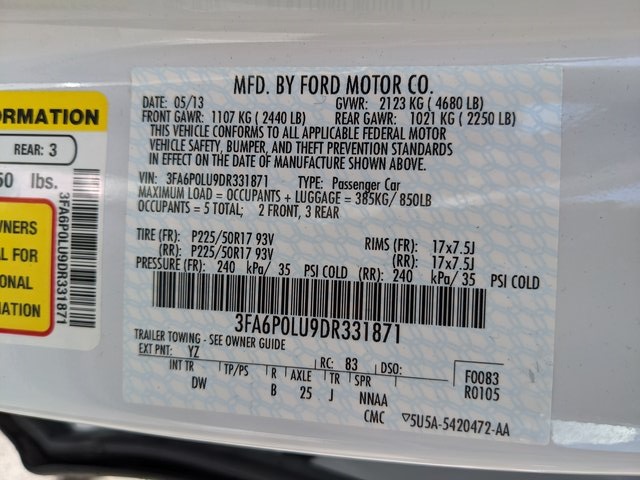 ORMATION
REAR: 3
50 lbs.
WNERS
AL FOR
IONAL
MATION
3FA6P0LU9DR331871
MFD. BY FORD MOTOR CO.
DATE: 05/13 GVWR: 2123 KG ( 4680 LB)
FRONT GAWR: 1107 KG ( 2440 LB) REAR GAWR: 1021 KG ( 2250 LB)
THIS VEHICLE CONFORMS TO ALL APPLICABLE FEDERAL MOTOR
VEHICLE SAFETY, BUMPER, AND THEFT PREVENTION STANDARDS
IN EFFECT ON THE DATE OF MANUFACTURE SHOWN ABOVE.
VIN: 3FA6P0LU9DR331871 TYPE: Passenger Car
MAXIMUM LOAD = OCCUPANTS + LUGGAGE = 385KG/ 850LB
OCCUPANTS = 5 TOTAL; 2 FRONT, 3 REAR
TIRE (FR): P225/50R17 93V RIMS (FR): 17x7.5J
(RR): P225/50R17 93V (RR): 17x7.5J
PRESSURE (FR): 240 kPa/ 35 PSI COLD (RR): 240 kPa/ 35 PSI COLD
3FA6P0LU9DR331871
TRAILER TOWING - SEE OWNER GUIDE
EXT PNT: YZ RC: 83 DSO: F0083
INT TR TP/PS R AXLE TR SPR R0105
DW B 25 J NNAA
CMC 5U5A-5420472-AA